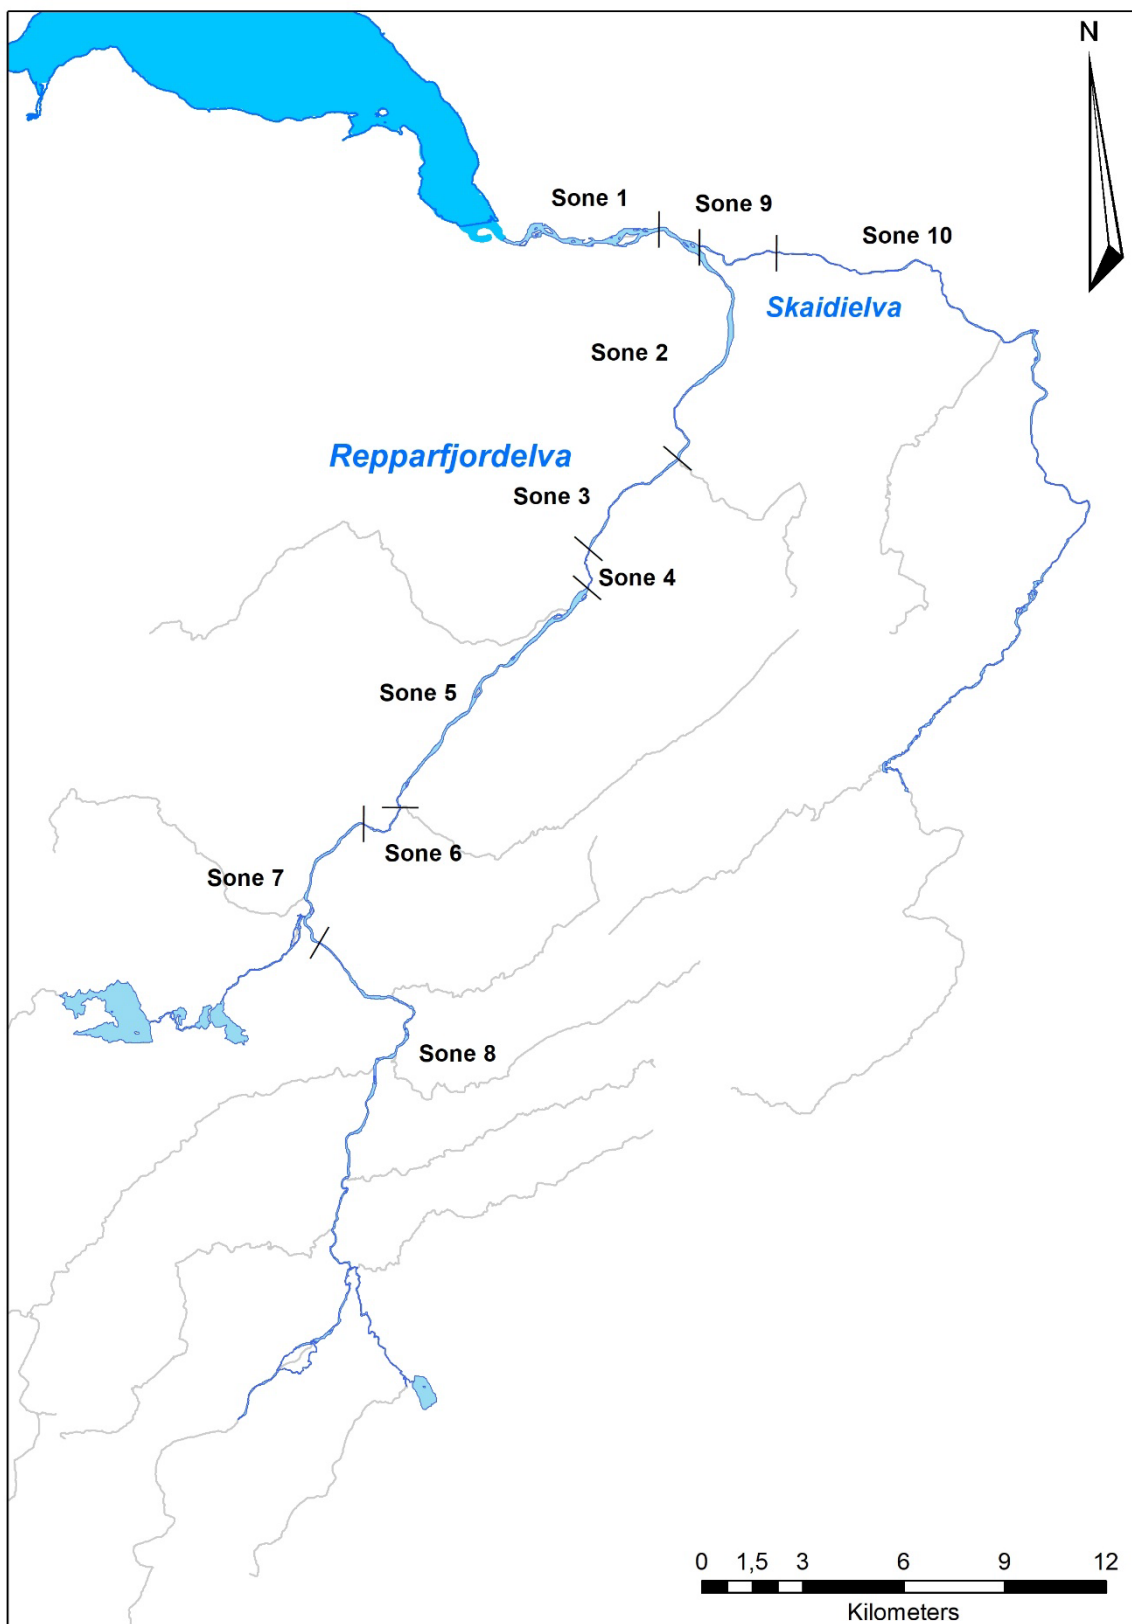 N
Sone 1
Sone 9
Sone 10
Skaidielva
Sone 2
Repparfjordelva
Sone 3
Sone 4
Sone 5
Sone 6
Sone 7
Sone 8
0 1,5 3 6 9 12
Kilometers